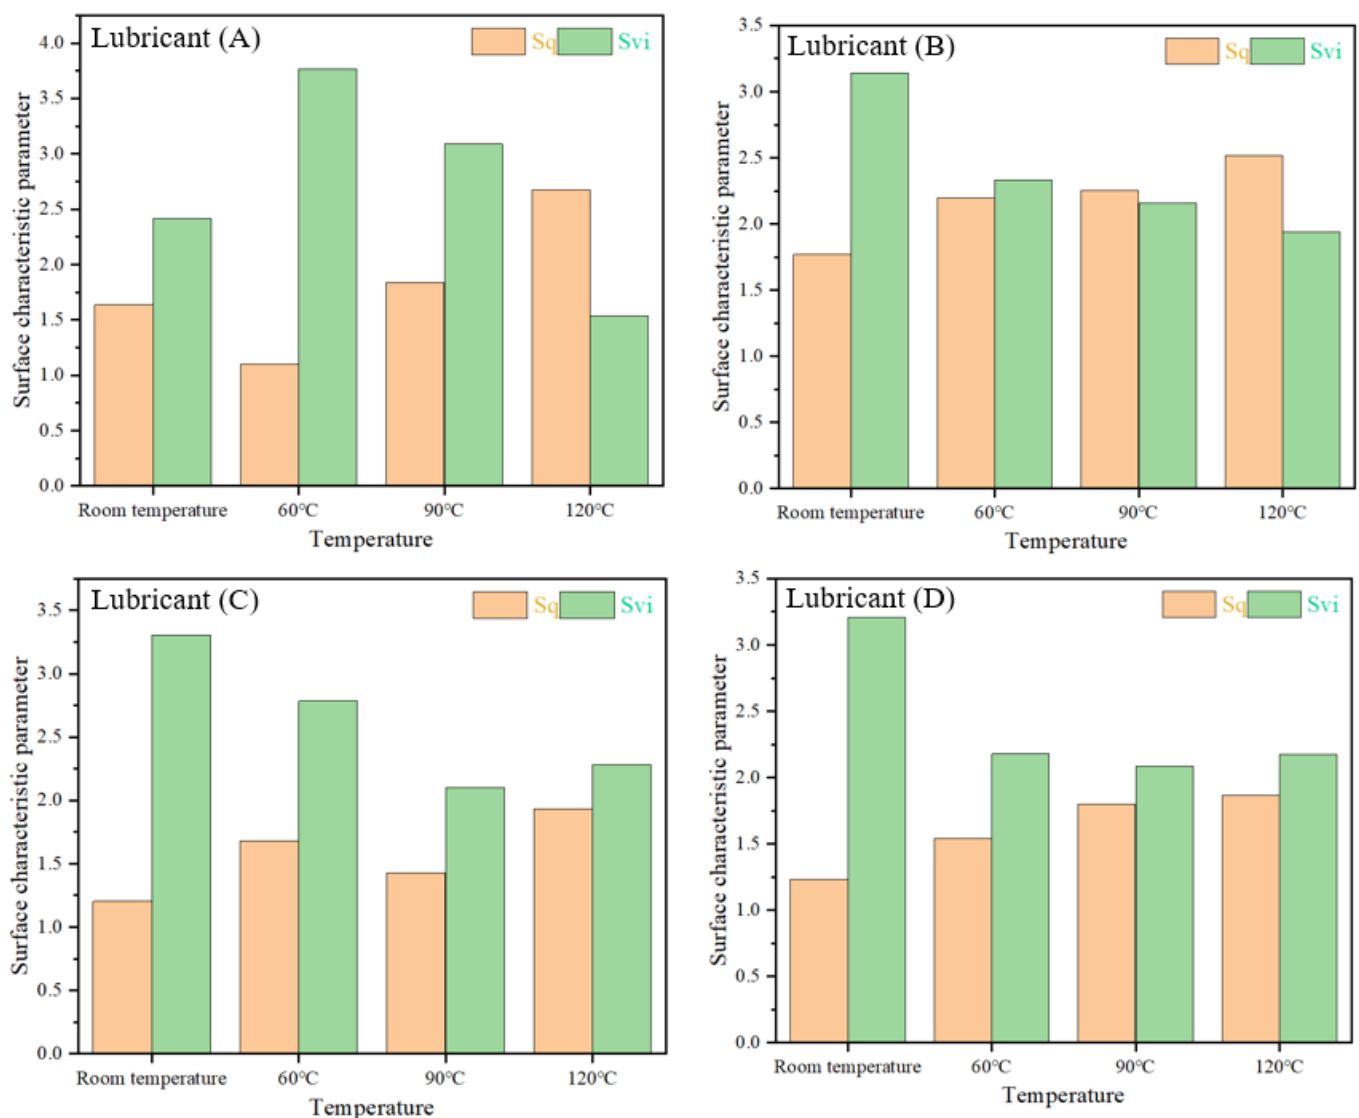 Lubricant (A)
Sq Svi
4.0
3.5
3.0
2.5
2.0
1.5
1.0
0.5
0.0
Surface characteristic parameter
Room temperature 60℃ 90℃ 120℃
Temperature
Lubricant (B)
Sq Svi
3.5
3.0
2.5
2.0
1.5
1.0
0.5
0.0
Surface characteristic parameter
Room temperature 60℃ 90℃ 120℃
Temperature
Lubricant (C)
Sq Svi
3.5
3.0
2.5
2.0
1.5
1.0
0.5
0.0
Surface characteristic parameter
Room temperature 60℃ 90℃ 120℃
Temperature
Lubricant (D)
Sq Svi
3.5
3.0
2.5
2.0
1.5
1.0
0.5
0.0
Surface characteristic parameter
Room temperature 60℃ 90℃ 120℃
Temperature